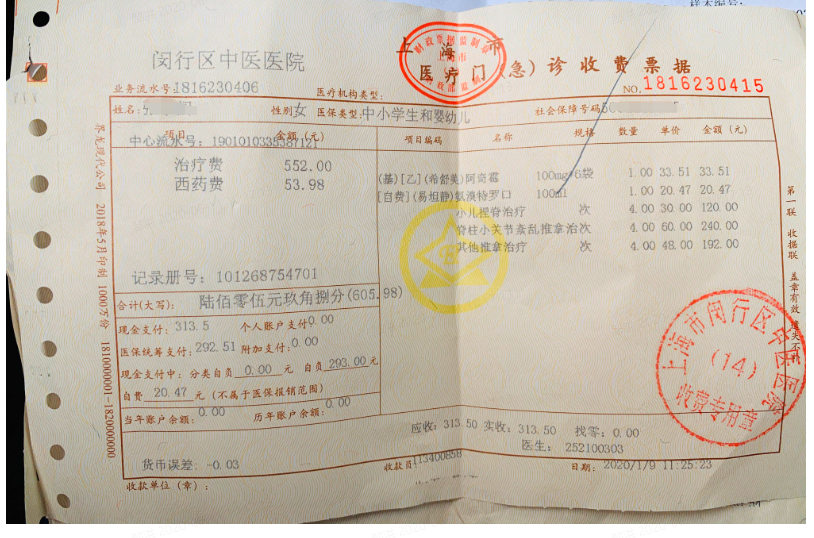 样本编号:
闵行区中医医院
上海市
医疗门(急)诊收费票据
业务流水号:1816230406
医疗机构类型:
NO.1816230415
姓名:
性别:女 医保类型:中小学生和婴幼儿 社会保障号码:
项目 金额(元) 项目编码 名称 规格 数量 单价 金额(元)
中心流水号:1901010335387121
治疗费 552.00
西药费 53.98
(基)[乙](希舒美)阿奇霉 100mg*6袋 1.00 33.51 33.51
[自费](易坦静)氨溴特罗口 100ml 1.00 20.47 20.47
小儿捏脊治疗 次 4.00 30.00 120.00
脊柱小关节紊乱推拿治 次 4.00 60.00 240.00
其他推拿治疗 次 4.00 48.00 192.00
记录册号:101268754701
合计(大写): 陆佰零伍元玖角捌分(605.98)
现金支付:313.5 个人账户支付:0.00
医保统筹支付:292.51 附加支付:0.00
现金支付中:分类自负 0.00 元 自负 293.00 元
自费 20.47 元(不属于医保报销范围)
当年账户余额:0.00 历年账户余额:0.00
应收:313.50 实收:313.50 找零:0.00
医生: 252100303
货币误差:-0.03
收款员:113400858
日期:2020/1/9 11:25:23
收款单位(章):
2018年5月印制 1000万份 1810000001-1820000000
第一联 收据联 盖章有效 遗失不补
上海市闵行区中医医院
(14)
收费专用章